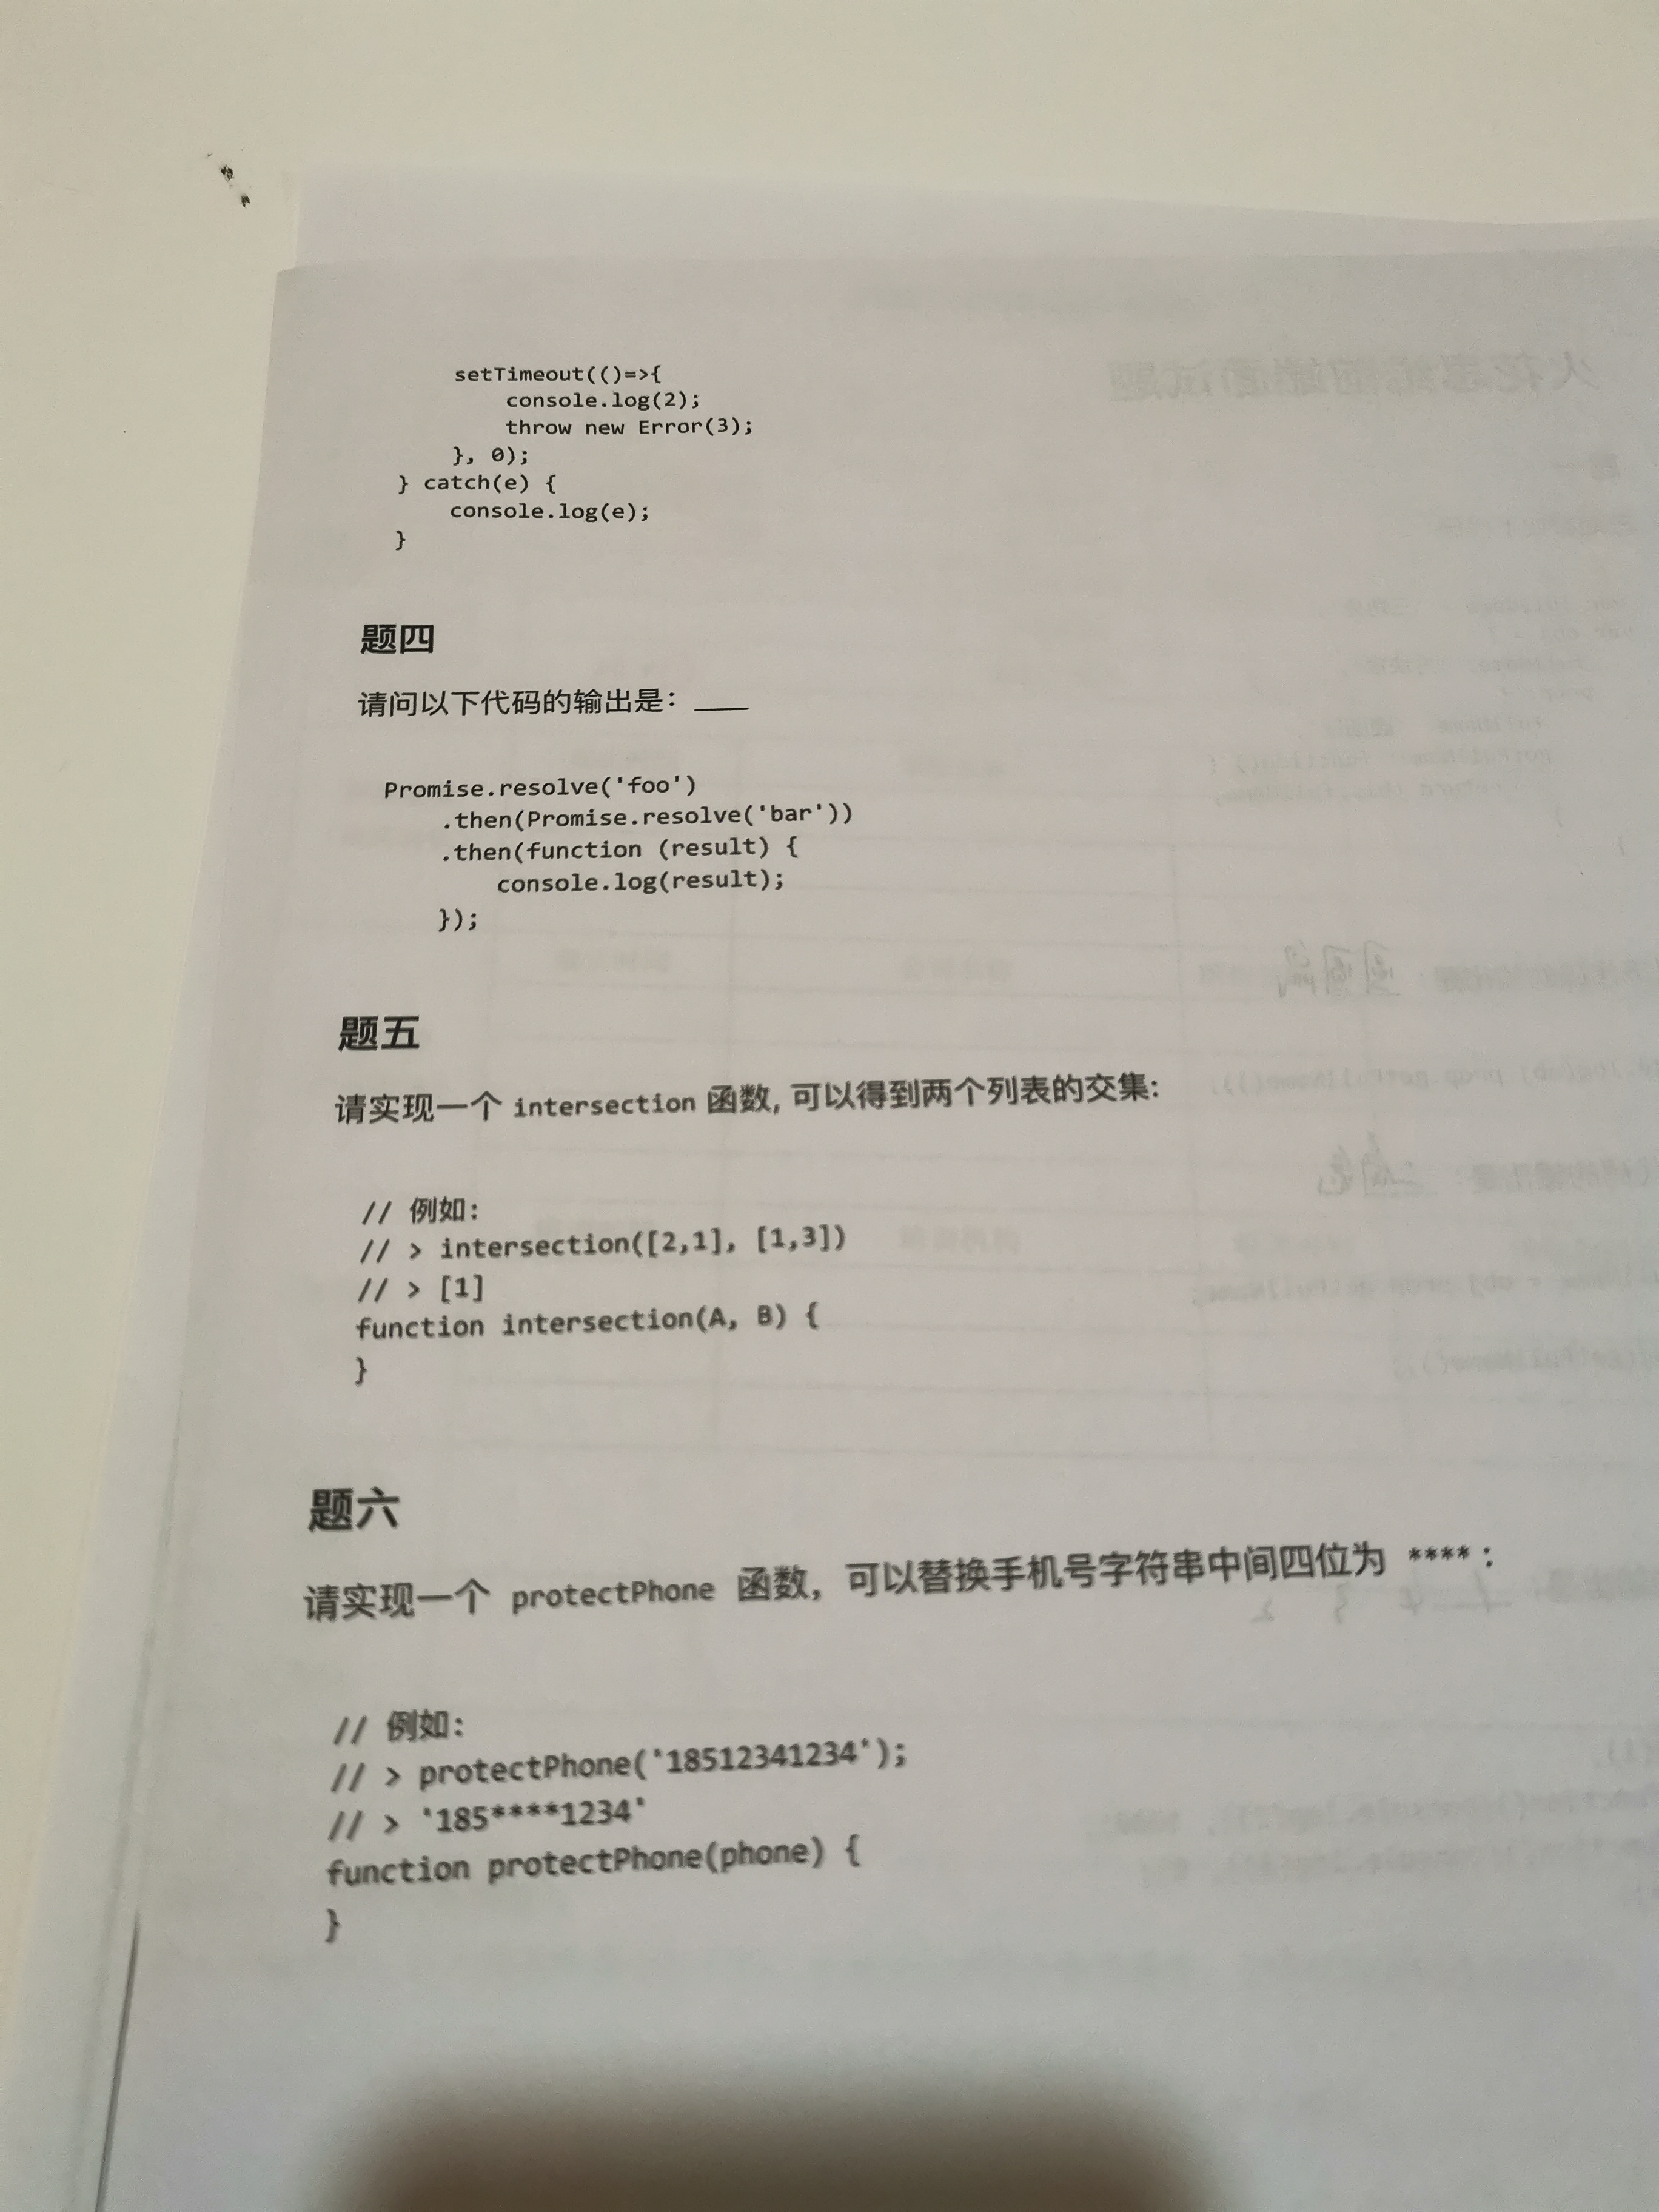 setTimeout(()=>{
console.log(2);
throw new Error(3);
}, 0);
} catch(e) {
console.log(e);
}
题四
请问以下代码的输出是：____
Promise.resolve('foo')
.then(Promise.resolve('bar'))
.then(function (result) {
console.log(result);
});
题五
请实现一个 intersection 函数, 可以得到两个列表的交集:
// 例如:
// > intersection([2,1], [1,3])
// > [1]
function intersection(A, B) {
}
题六
请实现一个 protectPhone 函数，可以替换手机号字符串中间四位为 ****：
// 例如:
// > protectPhone('18512341234');
// > '185****1234'
function protectPhone(phone) {
}